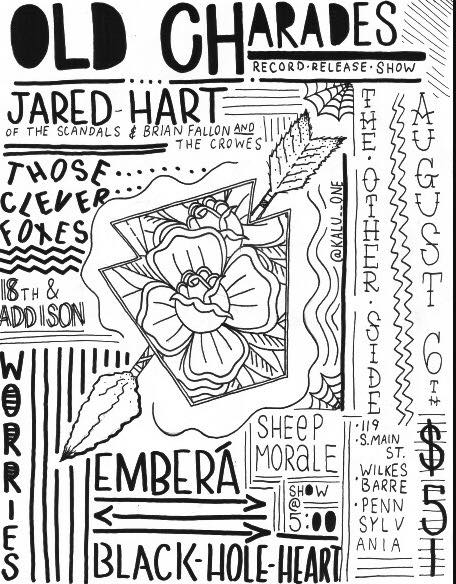 OLD CHARADES
RECORD·RELEASE·SHOW
JARED-HART
OF THE SCANDALS & BRIAN FALLON AND
THE CROWES
THOSE
CLEVER
FOXES
18TH &
ADDISON
WORRIES
EMBERÁ
BLACK-HOLE-HEART
SHEEP
MORALE
SHOW
@
5:00
@KALU_ONE
THE·OTHER·SIDE
AUGUST 6TH
·119
S.MAIN
ST.
WILKES
BARRE
·PENN
SYLV
ANIA
$5!